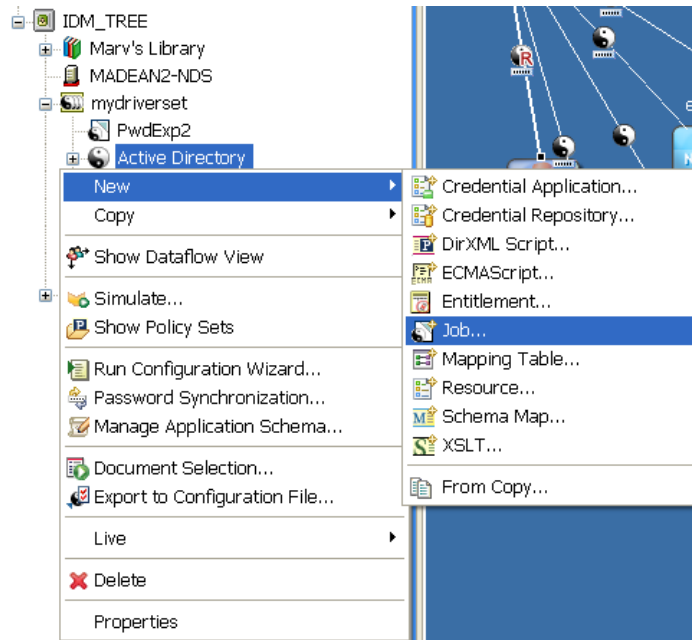 IDM_TREE
Marv's Library
MADEAN2-NDS
mydriverset
PwdExp2
Active Directory
New
Copy
Show Dataflow View
Simulate...
Show Policy Sets
Run Configuration Wizard...
Password Synchronization...
Manage Application Schema...
Document Selection...
Export to Configuration File...
Live
Delete
Properties
Credential Application...
Credential Repository...
DirXML Script...
ECMAScript...
Entitlement...
Job...
Mapping Table...
Resource...
Schema Map...
XSLT...
From Copy...